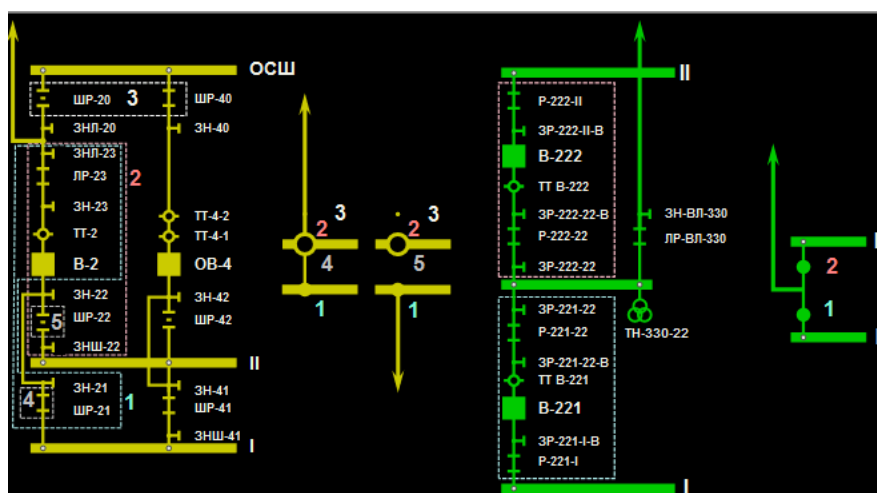 ОСШ
ШР-20
3
ШР-40
ЗНЛ-20
ЗН-40
ЗНЛ-23
ЛР-23
2
ЗН-23
ТТ-2
ТТ-4-2
ТТ-4-1
В-2
ОВ-4
ЗН-22
ЗН-42
5
ШР-22
ШР-42
ЗНШ-22
II
ЗН-21
ЗН-41
4
ШР-21
1
ШР-41
ЗНШ-41
I
3
2
4
1
3
2
5
1
II
Р-222-II
ЗР-222-II-В
В-222
ТТ В-222
ЗР-222-22-В
Р-222-22
ЗР-222-22
ЗН-ВЛ-330
ЛР-ВЛ-330
ЗР-221-22
Р-221-22
ТН-330-22
ЗР-221-22-В
ТТ В-221
В-221
ЗР-221-I-В
Р-221-I
I
2
1